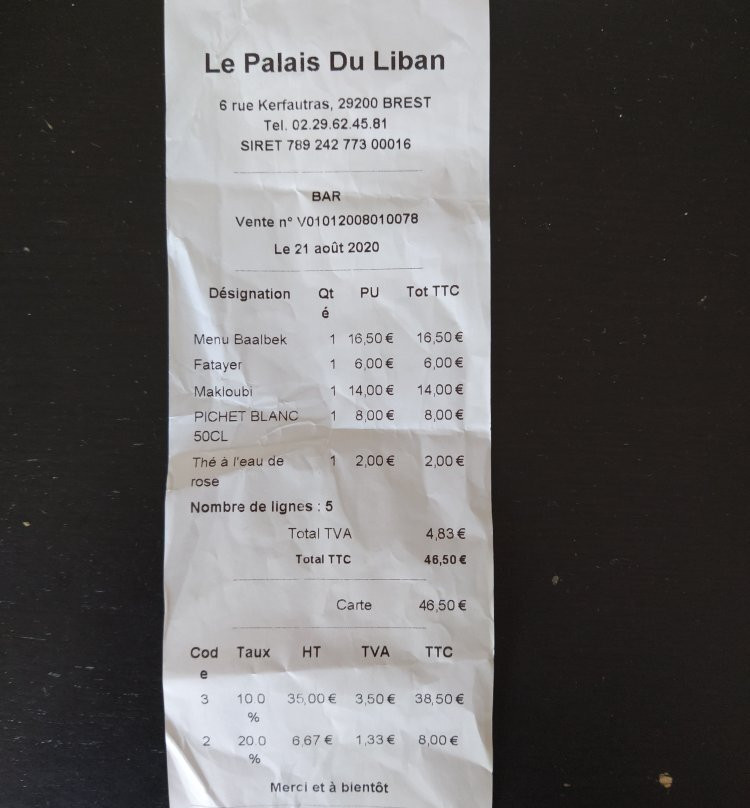 Le Palais Du Liban
6 rue Kerfautras, 29200 BREST
Tel. 02.29.62.45.81
SIRET 789 242 773 00016
BAR
Vente n° V01012008010078
Le 21 août 2020
Désignation Qt PU Tot TTC
é
Menu Baalbek 1 16,50 € 16,50 €
Fatayer 1 6,00 € 6,00 €
Makloubi 1 14,00 € 14,00 €
PICHET BLANC 1 8,00 € 8,00 €
50CL
Thé à l'eau de 1 2,00 € 2,00 €
rose
Nombre de lignes : 5
Total TVA 4,83 €
Total TTC 46,50 €
Carte 46,50 €
Cod Taux HT TVA TTC
e
3 10.0 35,00 € 3,50 € 38,50 €
%
2 20.0 6,67 € 1,33 € 8,00 €
%
Merci et à bientôt